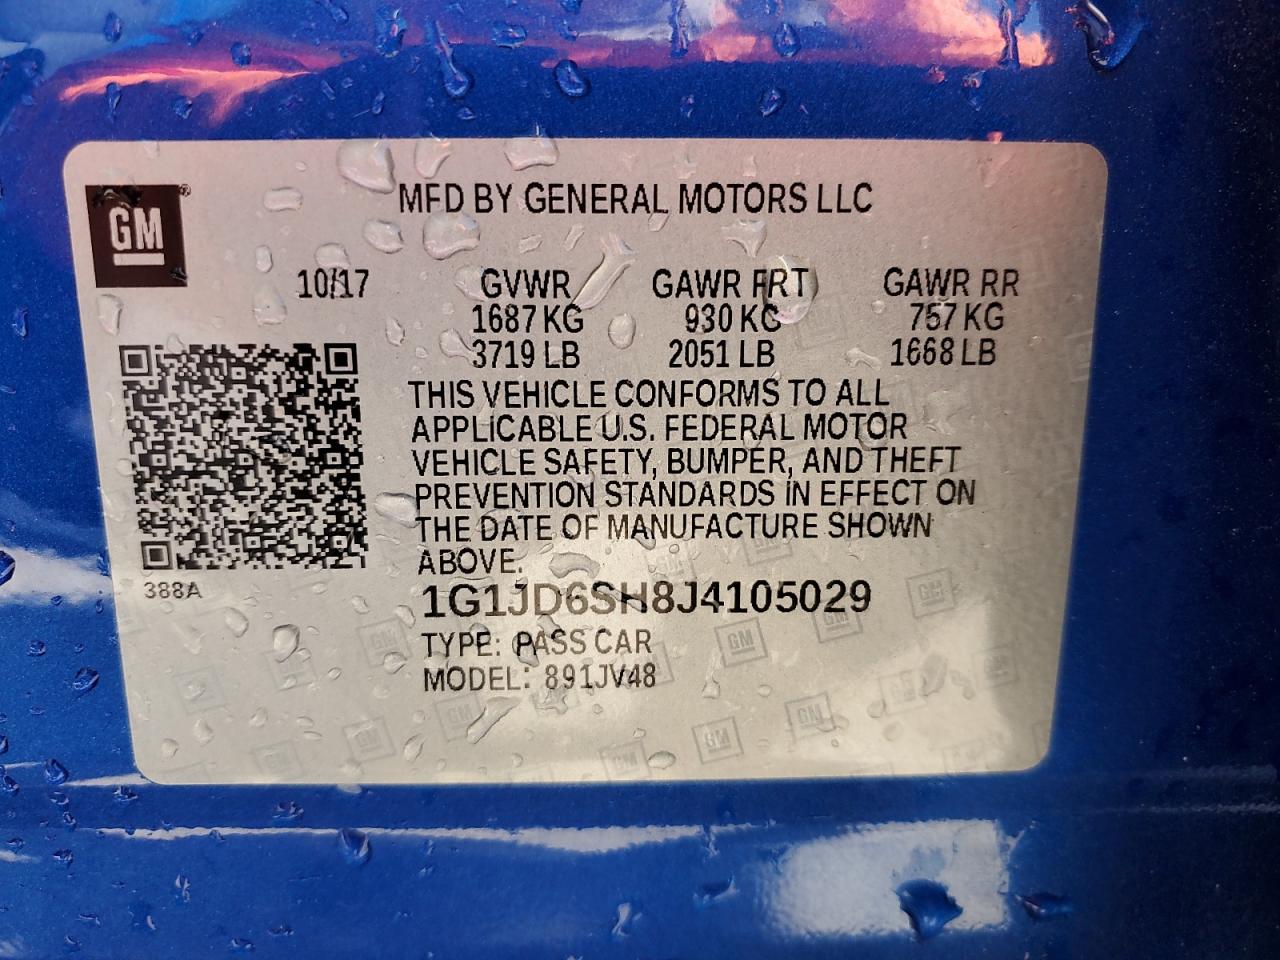 GM®
MFD BY GENERAL MOTORS LLC
10/17 GVWR GAWR FRT GAWR RR
1687 KG 930 KG 757 KG
3719 LB 2051 LB 1668 LB
THIS VEHICLE CONFORMS TO ALL
APPLICABLE U.S. FEDERAL MOTOR
VEHICLE SAFETY, BUMPER, AND THEFT
PREVENTION STANDARDS IN EFFECT ON
THE DATE OF MANUFACTURE SHOWN
ABOVE.
388A
1G1JD6SH8J4105029
TYPE: PASS CAR
MODEL: 891JV48